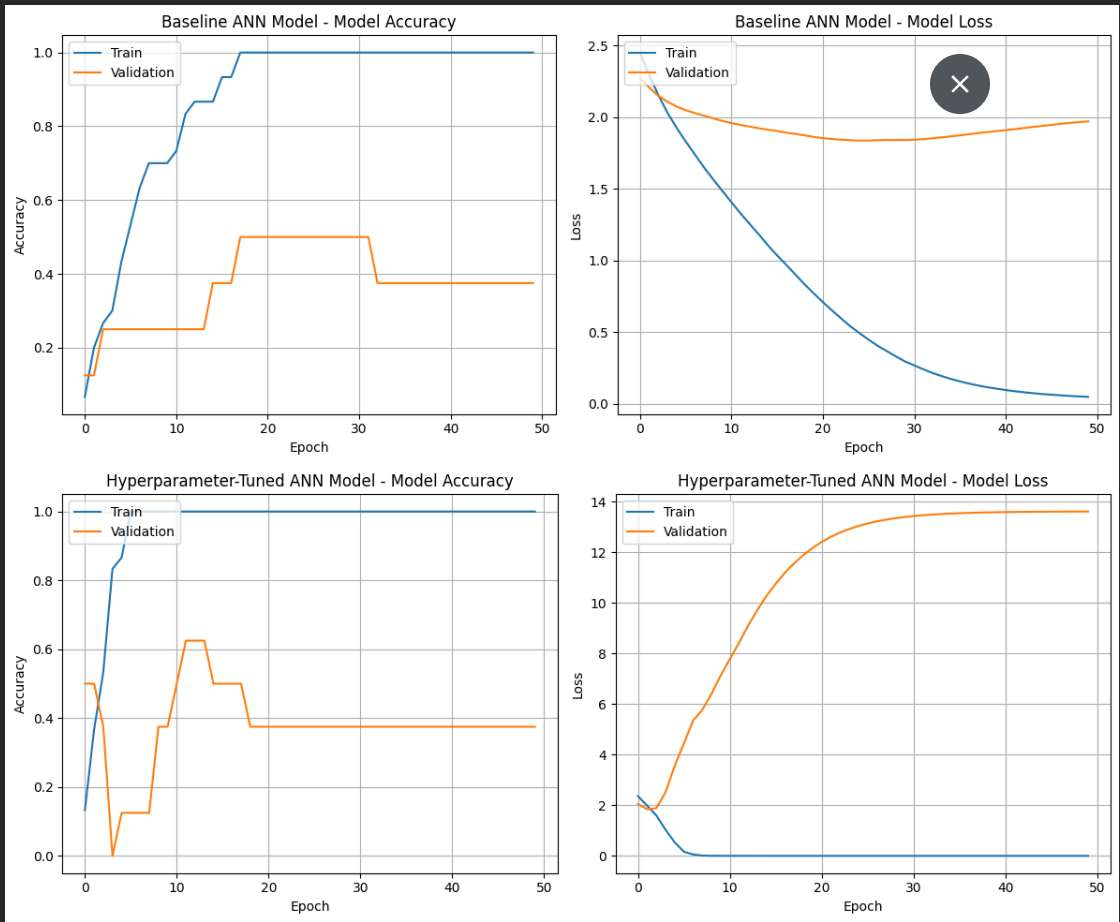 Baseline ANN Model - Model Accuracy
1.0
0.8
0.6
0.4
0.2
Accuracy
Train
Validation
0 10 20 30 40 50
Epoch
Baseline ANN Model - Model Loss
2.5
2.0
1.5
1.0
0.5
0.0
Loss
Train
Validation
0 10 20 30 40 50
Epoch
Hyperparameter-Tuned ANN Model - Model Accuracy
1.0
0.8
0.6
0.4
0.2
0.0
Accuracy
Train
Validation
0 10 20 30 40 50
Epoch
Hyperparameter-Tuned ANN Model - Model Loss
14
12
10
8
6
4
2
0
Loss
Train
Validation
0 10 20 30 40 50
Epoch